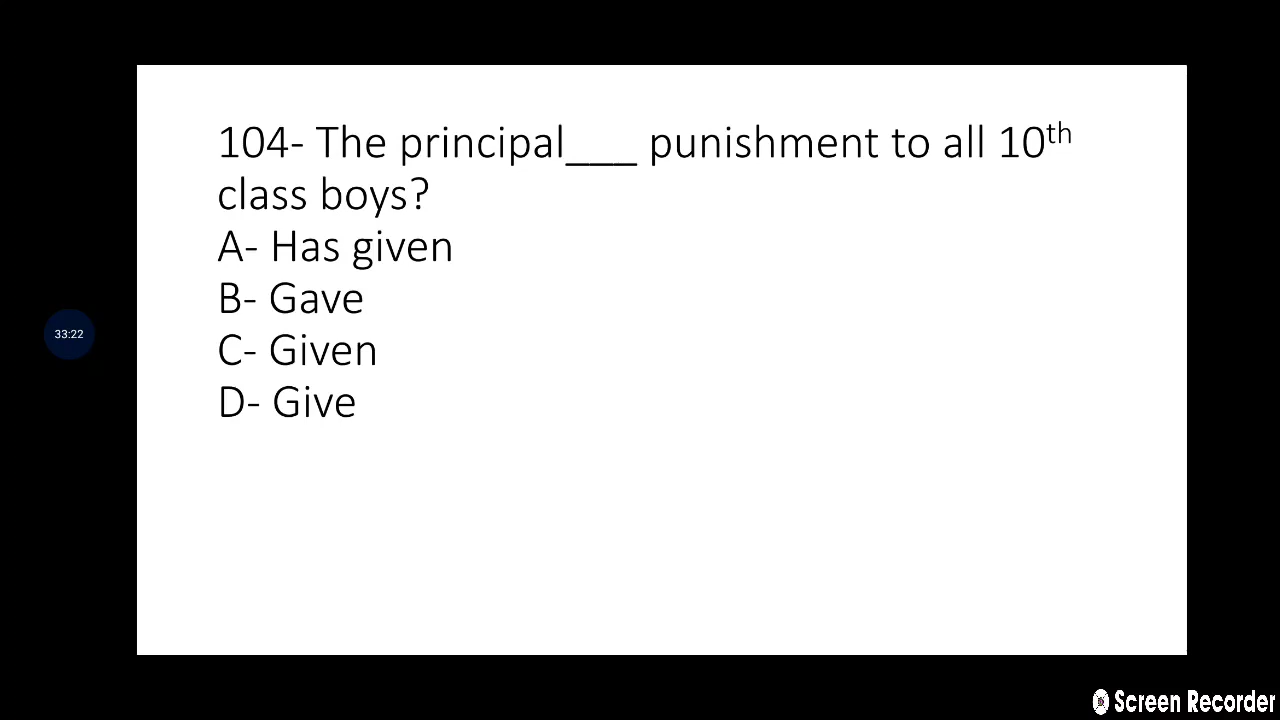 104- The principal___ punishment to all 10th
class boys?
A- Has given
B- Gave
C- Given
D- Give
33:22
Screen Recorder